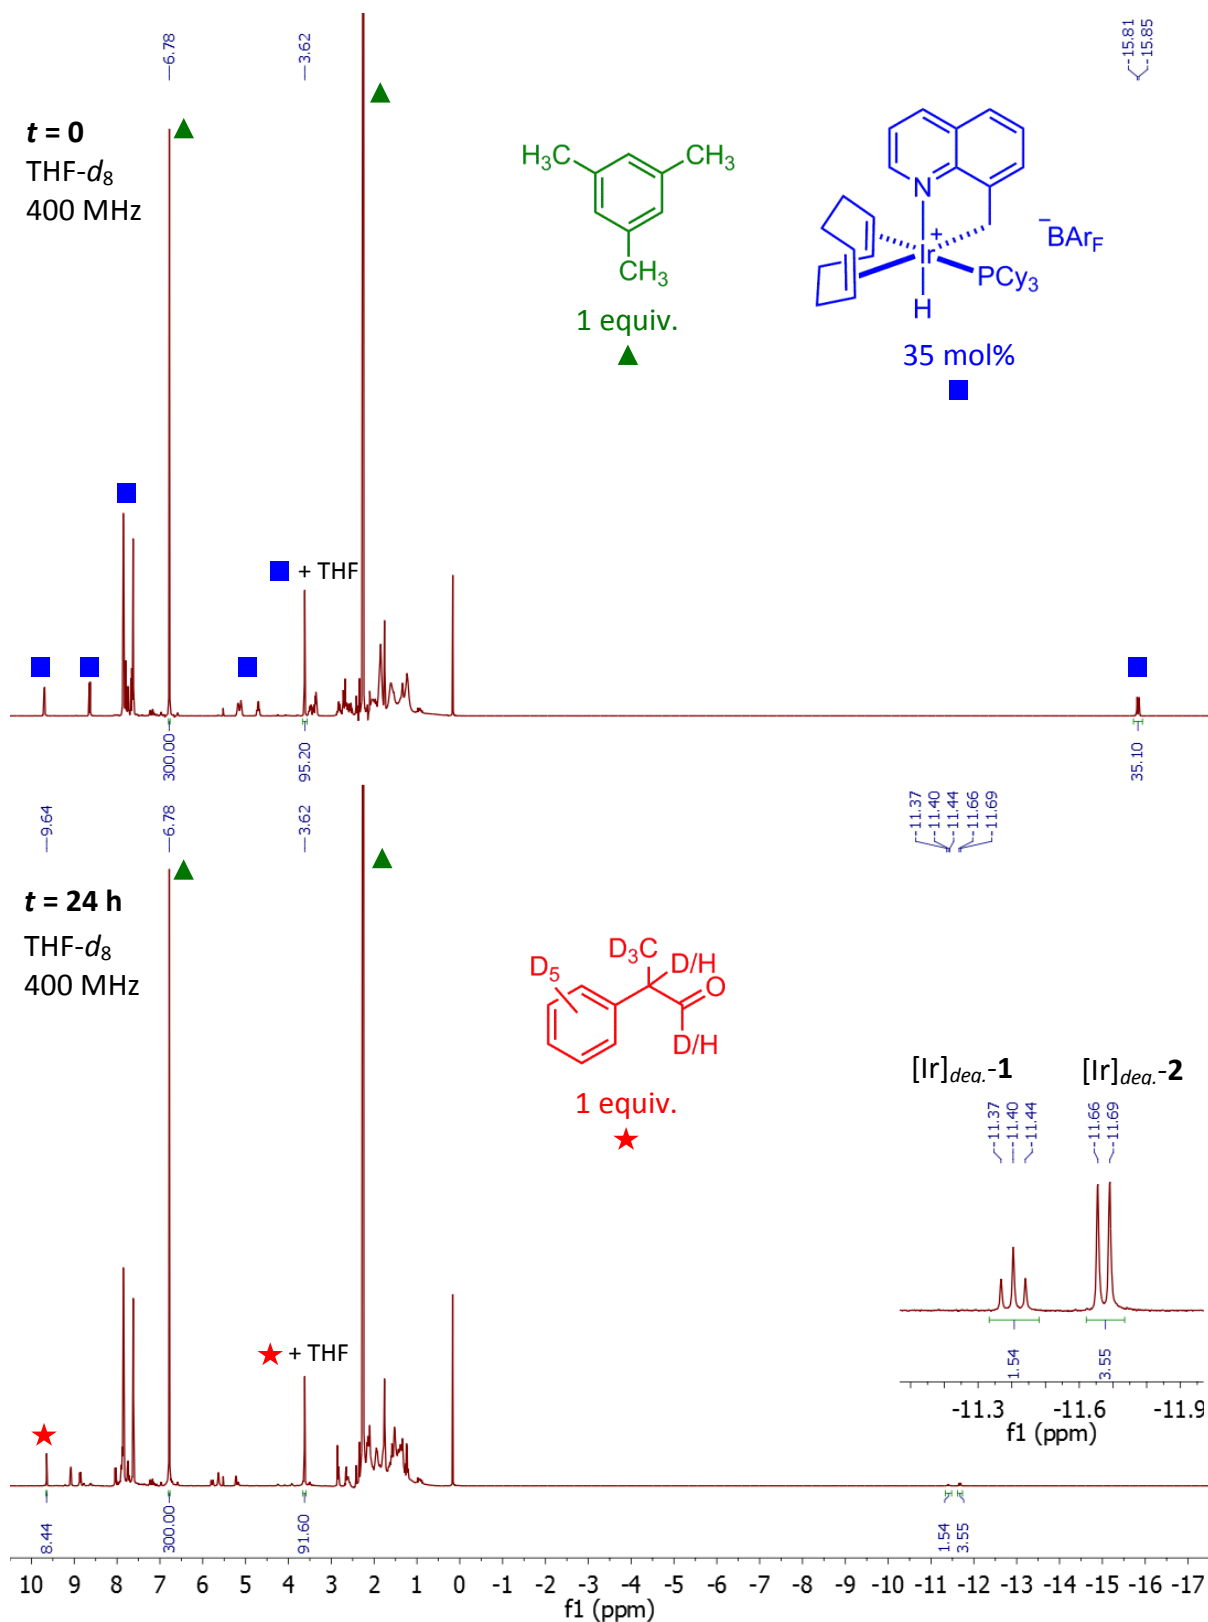 —6.78
—3.62
-15.81
-15.85
t = 0
THF-d8
400 MHz
H3C
CH3
CH3
1 equiv.
N
Ir
+
PCy3
H
−BArF
35 mol%
+ THF
300.00
95.20
35.10
—9.64
—6.78
—3.62
-11.37
-11.40
-11.44
-11.66
-11.69
t = 24 h
THF-d8
400 MHz
D3C
D/H
D5
O
D/H
1 equiv.
[Ir]deg.-1
[Ir]deg.-2
-11.37
-11.40
-11.44
-11.66
-11.69
1.54
3.55
-11.3
-11.6
-11.9
f1 (ppm)
+ THF
8.44
300.00
91.60
1.54
3.55
10 9 8 7 6 5 4 3 2 1 0 -1 -2 -3 -4 -5 -6 -7 -8 -9 -10 -11 -12 -13 -14 -15 -16 -17
f1 (ppm)